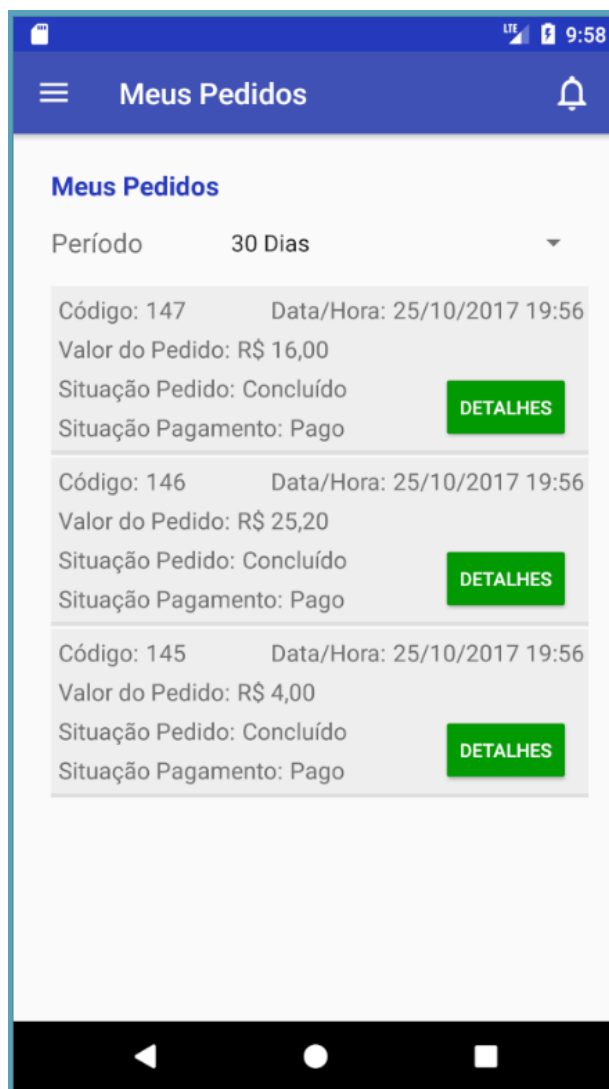 LTE 9:58
Meus Pedidos
Meus Pedidos
Período 30 Dias
Código: 147 Data/Hora: 25/10/2017 19:56
Valor do Pedido: R$ 16,00
Situação Pedido: Concluído
DETALHES
Situação Pagamento: Pago
Código: 146 Data/Hora: 25/10/2017 19:56
Valor do Pedido: R$ 25,20
Situação Pedido: Concluído
DETALHES
Situação Pagamento: Pago
Código: 145 Data/Hora: 25/10/2017 19:56
Valor do Pedido: R$ 4,00
Situação Pedido: Concluído
DETALHES
Situação Pagamento: Pago